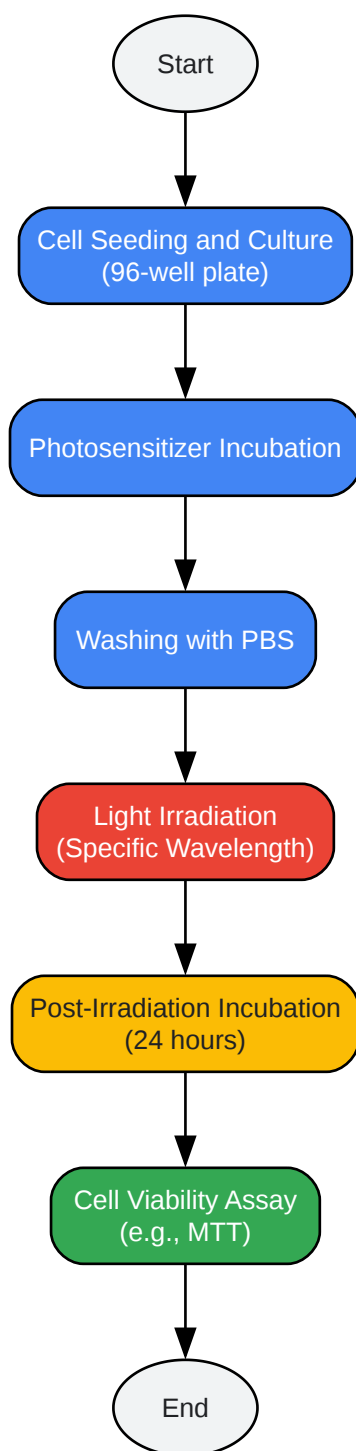 Start
Cell Seeding and Culture
(96-well plate)
Photosensitizer Incubation
Washing with PBS
Light Irradiation
(Specific Wavelength)
Post-Irradiation Incubation
(24 hours)
Cell Viability Assay
(e.g., MTT)
End